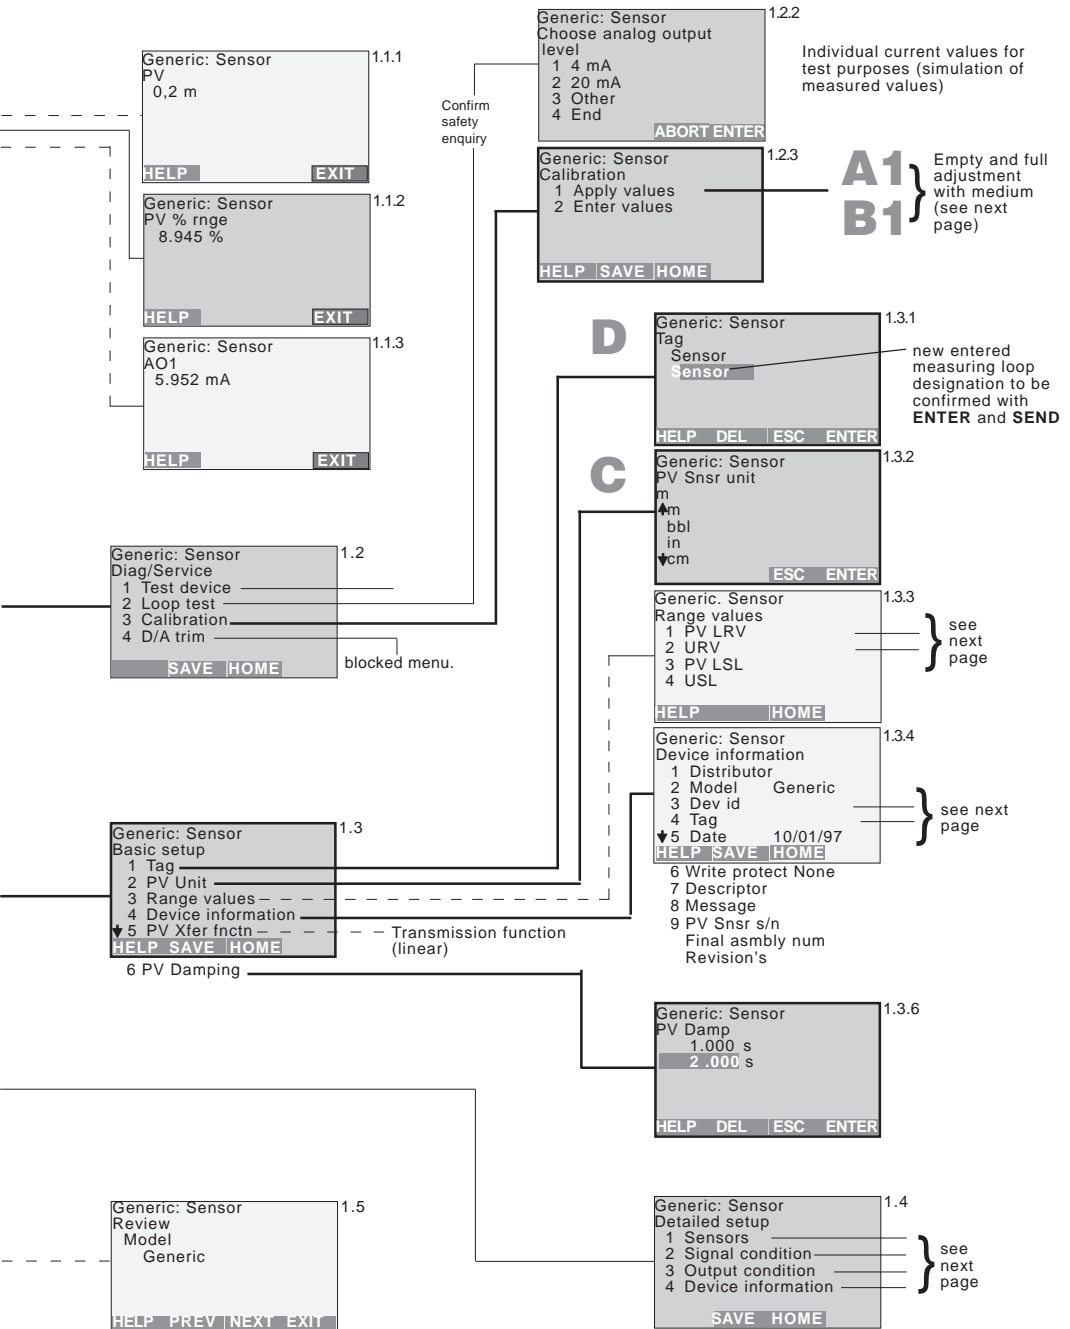 Generic: Sensor
PV
0,2 m
HELP EXIT
1.1.1
Generic: Sensor
PV % rnge
8.945 %
HELP EXIT
1.1.2
Generic: Sensor
AO1
5.952 mA
HELP EXIT
1.1.3
Confirm
safety
enquiry
Generic: Sensor
Choose analog output
level
1 4 mA
2 20 mA
3 Other
4 End
ABORT ENTER
1.2.2
Individual current values for
test purposes (simulation of
measured values)
Generic: Sensor
Calibration
1 Apply values
2 Enter values
HELP SAVE HOME
1.2.3
A1
B1
Empty and full
adjustment
with medium
(see next
page)
D
Generic: Sensor
Tag
Sensor
Sensor
HELP DEL ESC ENTER
1.3.1
new entered
measuring loop
designation to be
confirmed with
ENTER and SEND
C
Generic: Sensor
PV Snsr unit
m
m
bbl
in
cm
ESC ENTER
1.3.2
Generic: Sensor
Diag/Service
1 Test device
2 Loop test
3 Calibration
4 D/A trim
SAVE HOME
1.2
blocked menu.
Generic. Sensor
Range values
1 PV LRV
2 URV
3 PV LSL
4 USL
HELP HOME
1.3.3
see
next
page
Generic: Sensor
Device information
1 Distributor
2 Model Generic
3 Dev id
4 Tag
5 Date 10/01/97
HELP SAVE HOME
6 Write protect None
7 Descriptor
8 Message
9 PV Snsr s/n
Final asmbly num
Revision's
1.3.4
see next
page
Generic: Sensor
Basic setup
1 Tag
2 PV Unit
3 Range values
4 Device information
5 PV Xfer fnctn
HELP SAVE HOME
6 PV Damping
1.3
Transmission function
(linear)
Generic: Sensor
PV Damp
1.000 s
2 .000 s
HELP DEL ESC ENTER
1.3.6
Generic: Sensor
Review
Model
Generic
HELP PREV NEXT EXIT
1.5
Generic: Sensor
Detailed setup
1 Sensors
2 Signal condition
3 Output condition
4 Device information
SAVE HOME
1.4
see
next
page